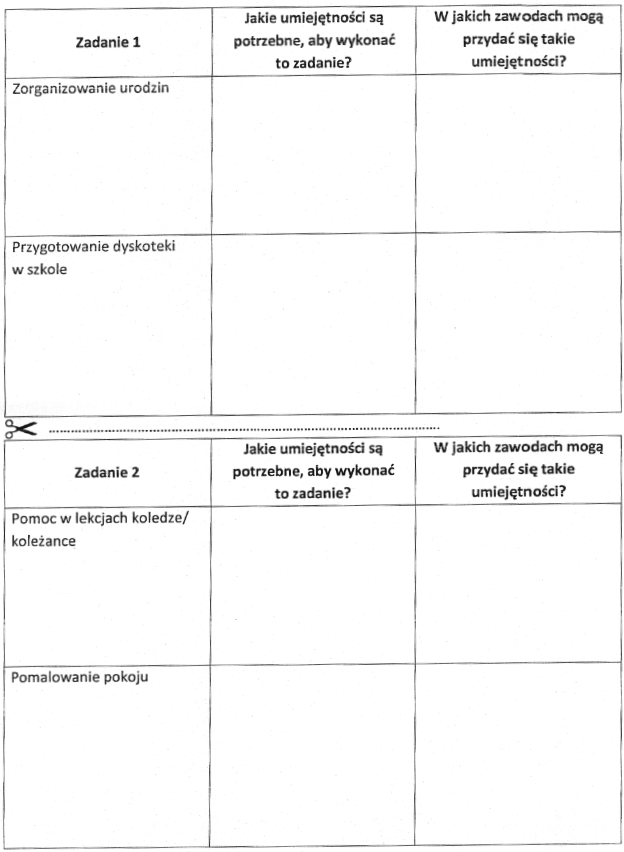 Zadanie 1
Jakie umiejętności są
potrzebne, aby wykonać
to zadanie?
W jakich zawodach mogą
przydać się takie
umiejętności?
Zorganizowanie urodzin
Przygotowanie dyskoteki
w szkole
Zadanie 2
Jakie umiejętności są
potrzebne, aby wykonać
to zadanie?
W jakich zawodach mogą
przydać się takie
umiejętności?
Pomoc w lekcjach koledze/
koleżance
Pomalowanie pokoju